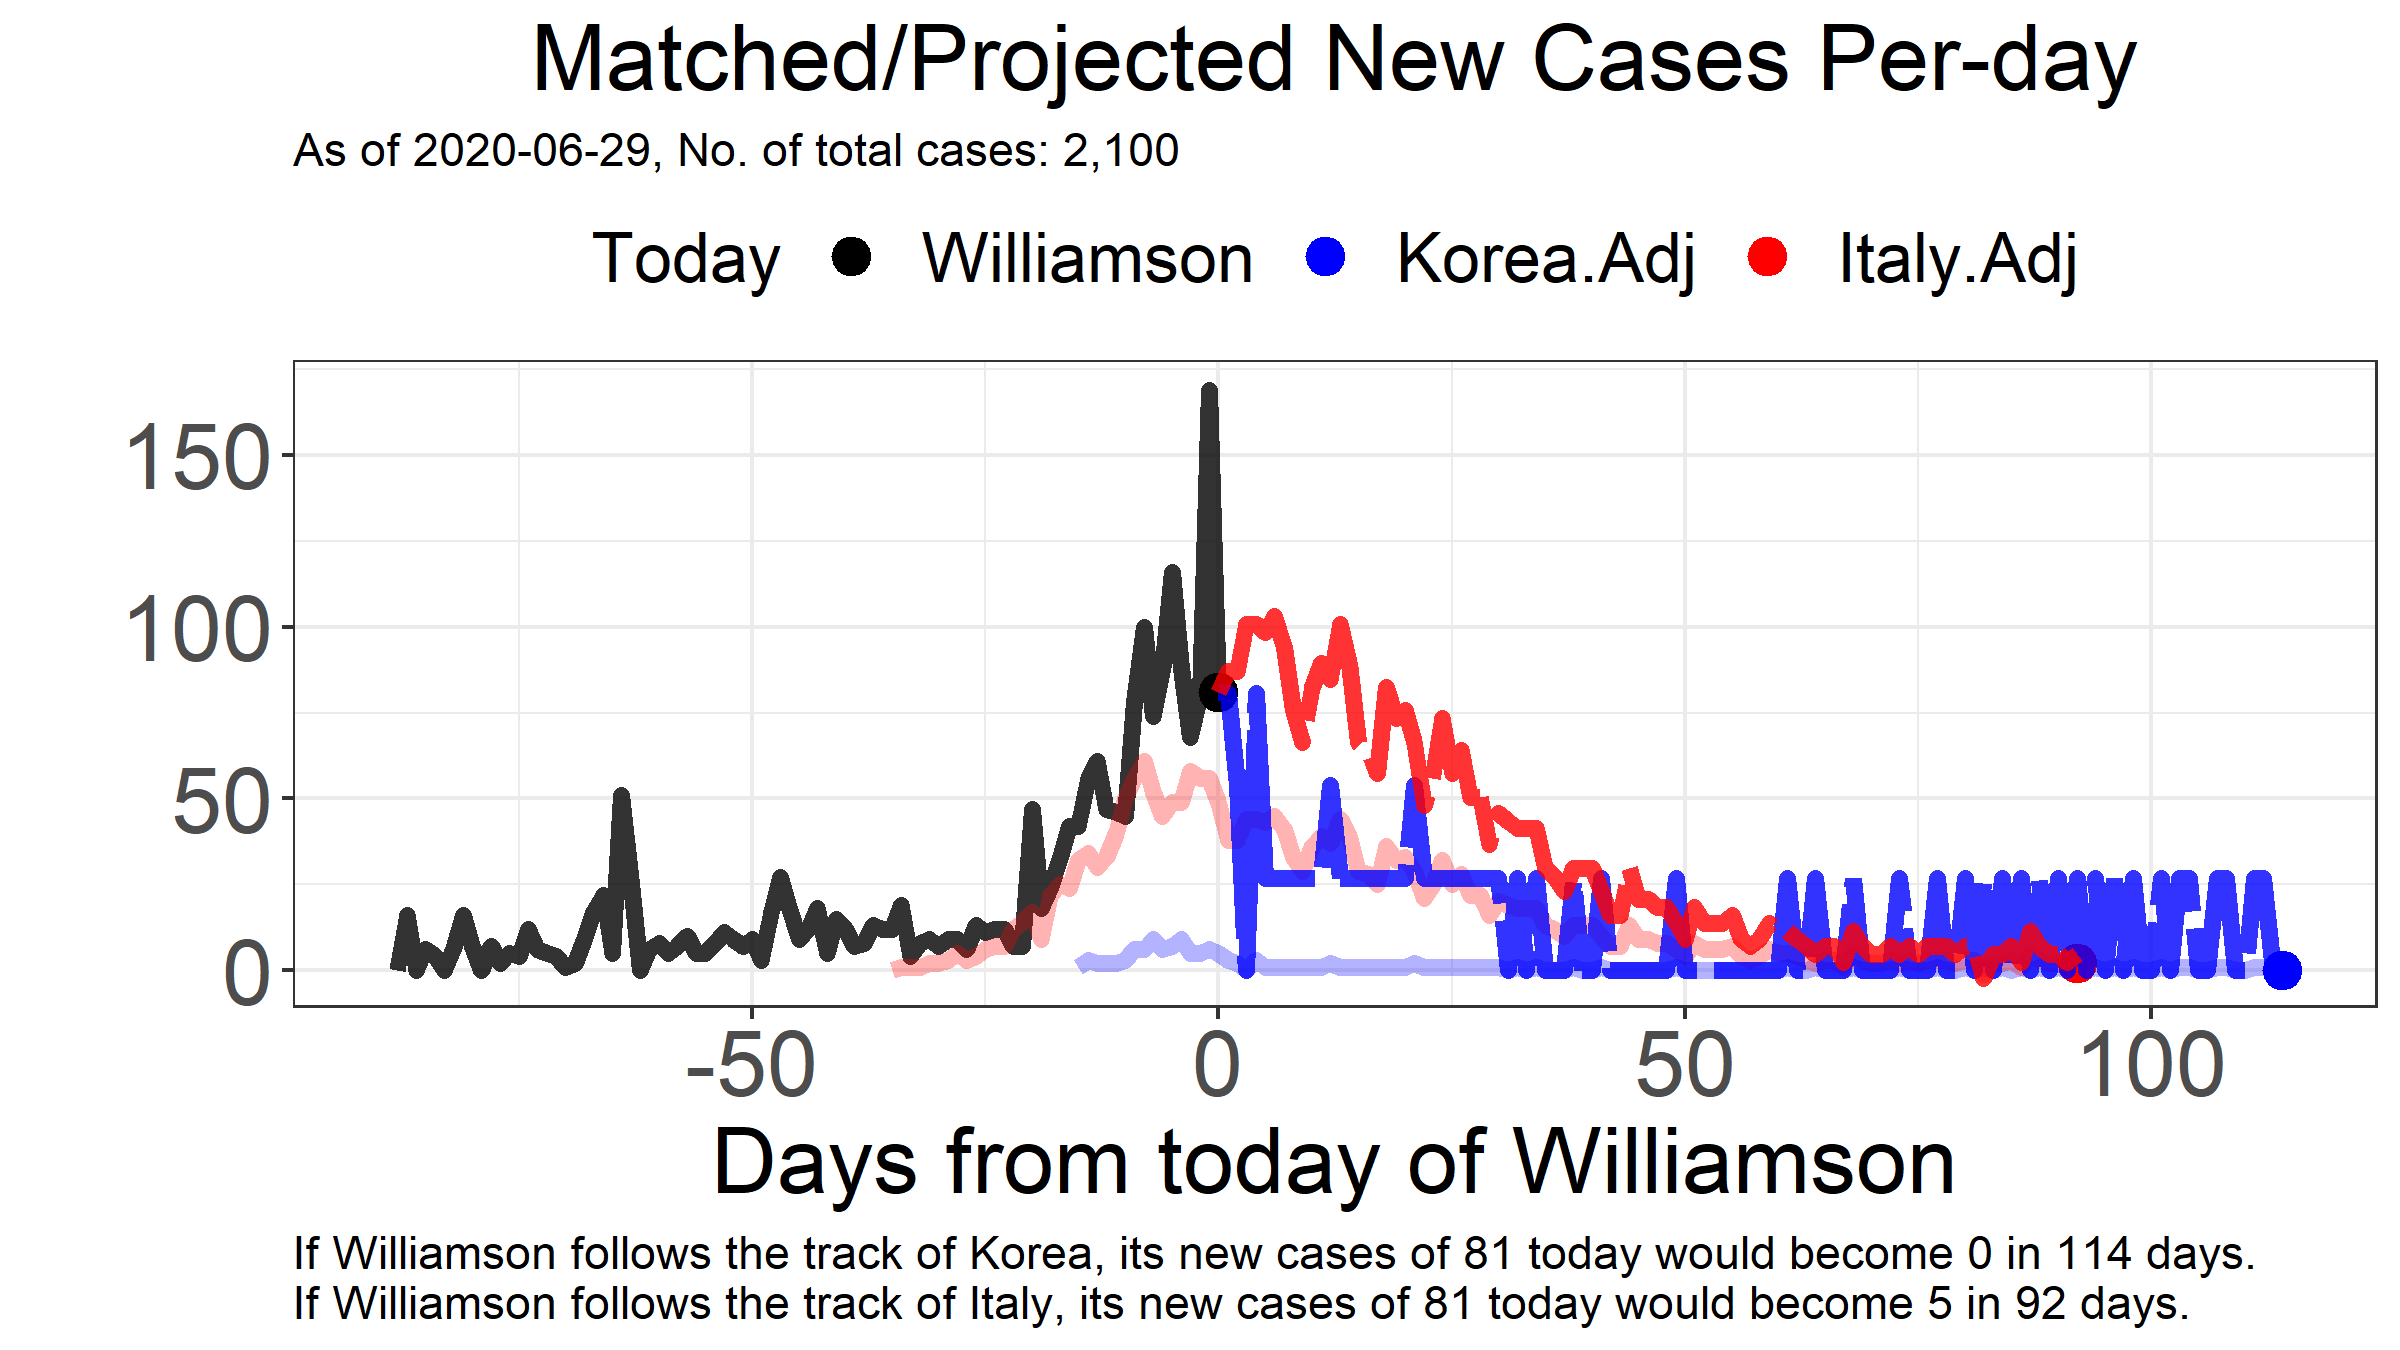 Matched/Projected New Cases Per-day
As of 2020-06-29, No. of total cases: 2,100
Today Williamson Korea.Adj Italy.Adj
150
100
50
0
-50 0 50 100
Days from today of Williamson
If Williamson follows the track of Korea, its new cases of 81 today would become 0 in 114 days.
If Williamson follows the track of Italy, its new cases of 81 today would become 5 in 92 days.